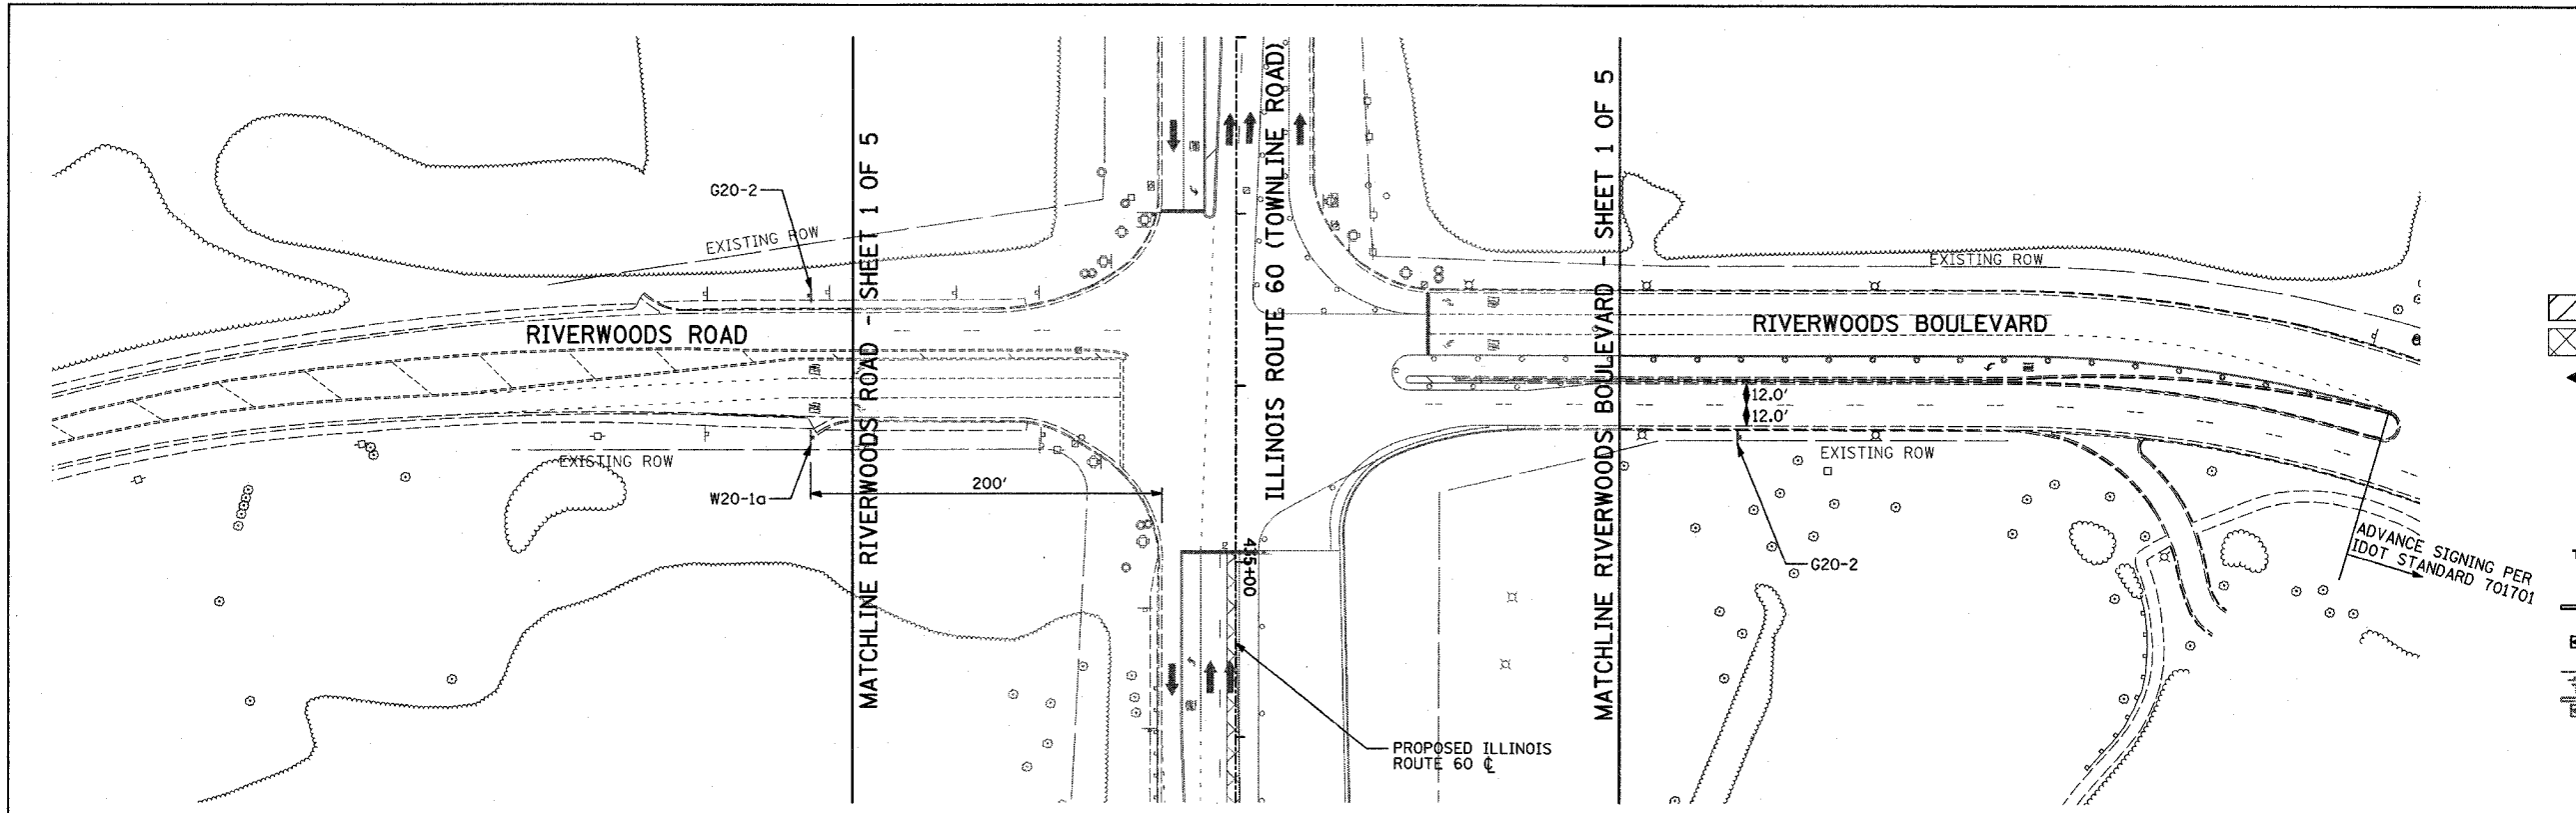 G20-2
EXISTING ROW
RIVERWOODS ROAD
EXISTING ROW
W20-1a
200'
MATCHLINE RIVERWOODS ROAD - SHEET 1 OF 5
ILLINOIS ROUTE 60 (TOWNLINE ROAD)
435+00
PROPOSED ILLINOIS
ROUTE 60 ℄
MATCHLINE RIVERWOODS BOULEVARD - SHEET 1 OF 5
EXISTING ROW
RIVERWOODS BOULEVARD
12.0'
12.0'
EXISTING ROW
G20-2
ADVANCE SIGNING PER
IDOT STANDARD 701701